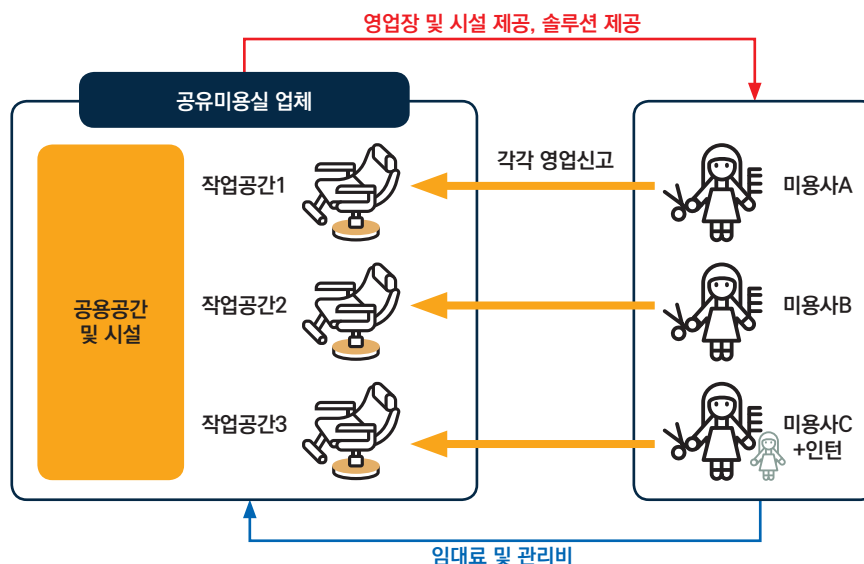 영업장 및 시설 제공, 솔루션 제공
공유미용실 업체
각각 영업신고
작업공간1
미용사A
공용공간
및 시설
작업공간2
미용사B
작업공간3
미용사C
+인턴
임대료 및 관리비